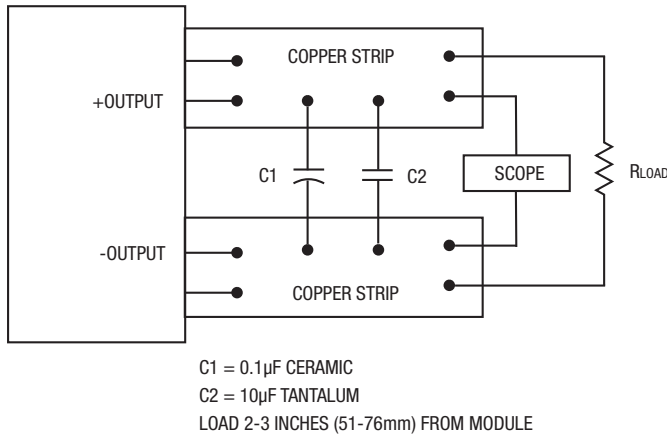 COPPER STRIP
+OUTPUT
C1
C2
SCOPE
RLOAD
-OUTPUT
COPPER STRIP
C1 = 0.1µF CERAMIC
C2 = 10µF TANTALUM
LOAD 2-3 INCHES (51-76mm) FROM MODULE